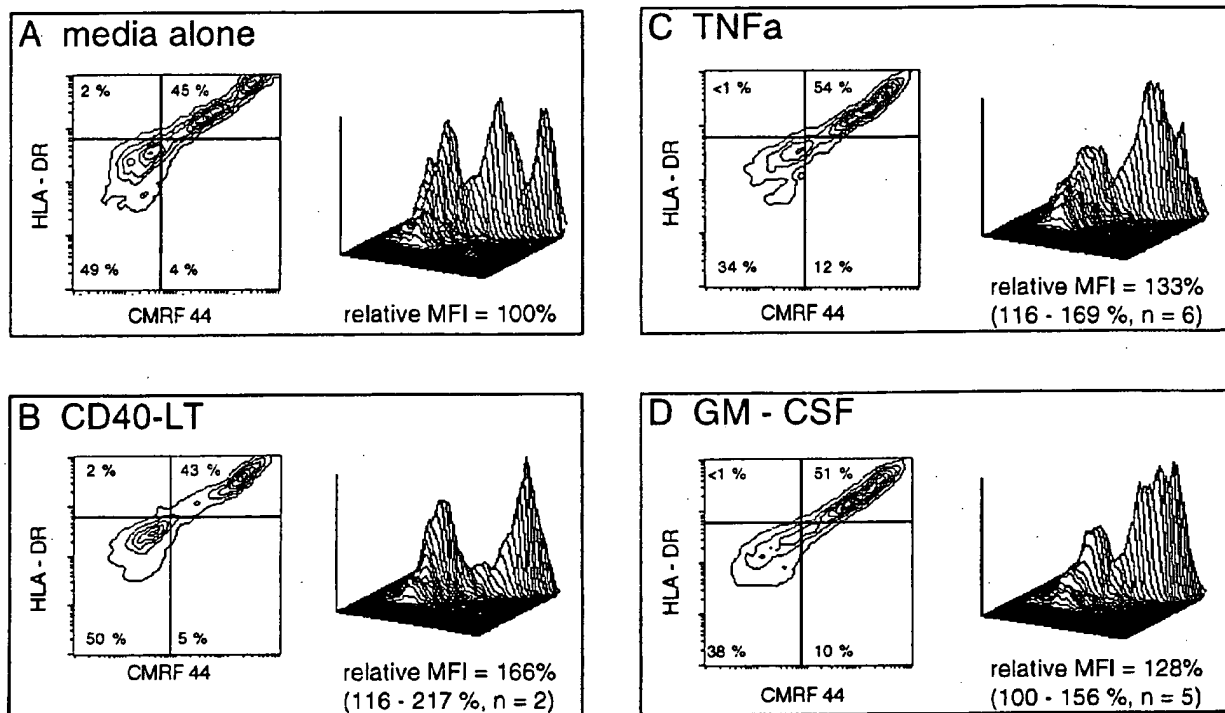 A media alone
2 %
45 %
HLA - DR
49 %
4 %
CMRF 44
relative MFI = 100%
B CD40-LT
2 %
43 %
HLA - DR
50 %
5 %
CMRF 44
relative MFI = 166%
(116 - 217 %, n = 2)
C TNFa
<1 %
54 %
HLA - DR
34 %
12 %
CMRF 44
relative MFI = 133%
(116 - 169 %, n = 6)
D GM - CSF
<1 %
51 %
HLA - DR
38 %
10 %
CMRF 44
relative MFI = 128%
(100 - 156 %, n = 5)